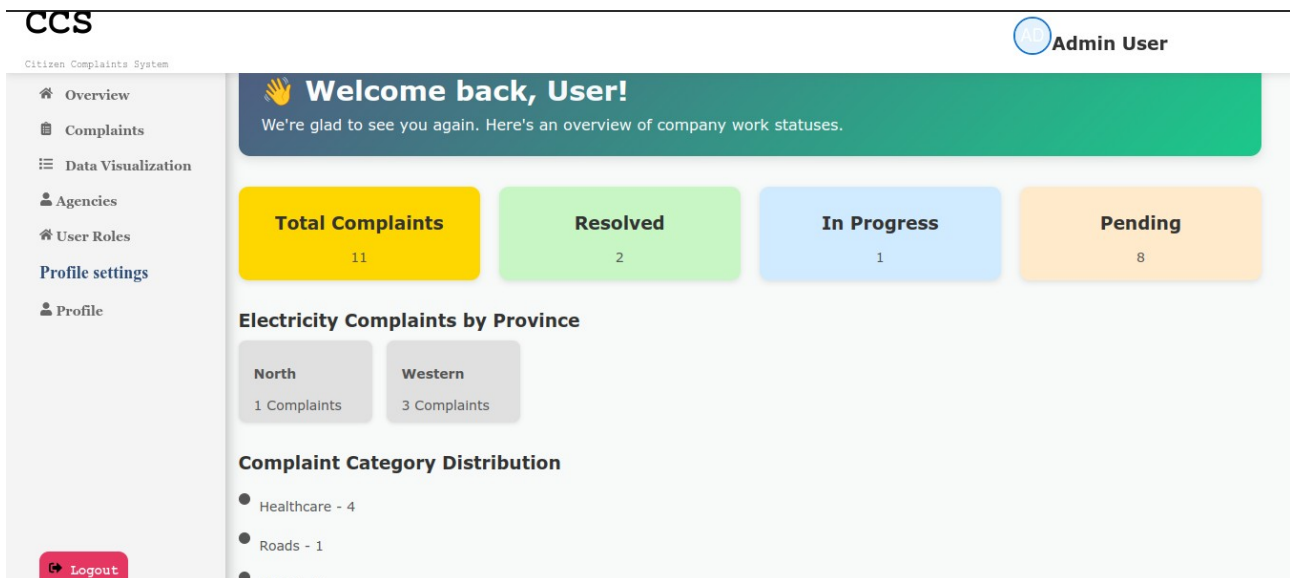 CCS
Citizen Complaints System
AD
Admin User
Overview
Complaints
Data Visualization
Agencies
User Roles
Profile settings
Profile
Logout
👋 Welcome back, User!
We're glad to see you again. Here's an overview of company work statuses.
Total Complaints
11
Resolved
2
In Progress
1
Pending
8
Electricity Complaints by Province
North
1 Complaints
Western
3 Complaints
Complaint Category Distribution
Healthcare - 4
Roads - 1